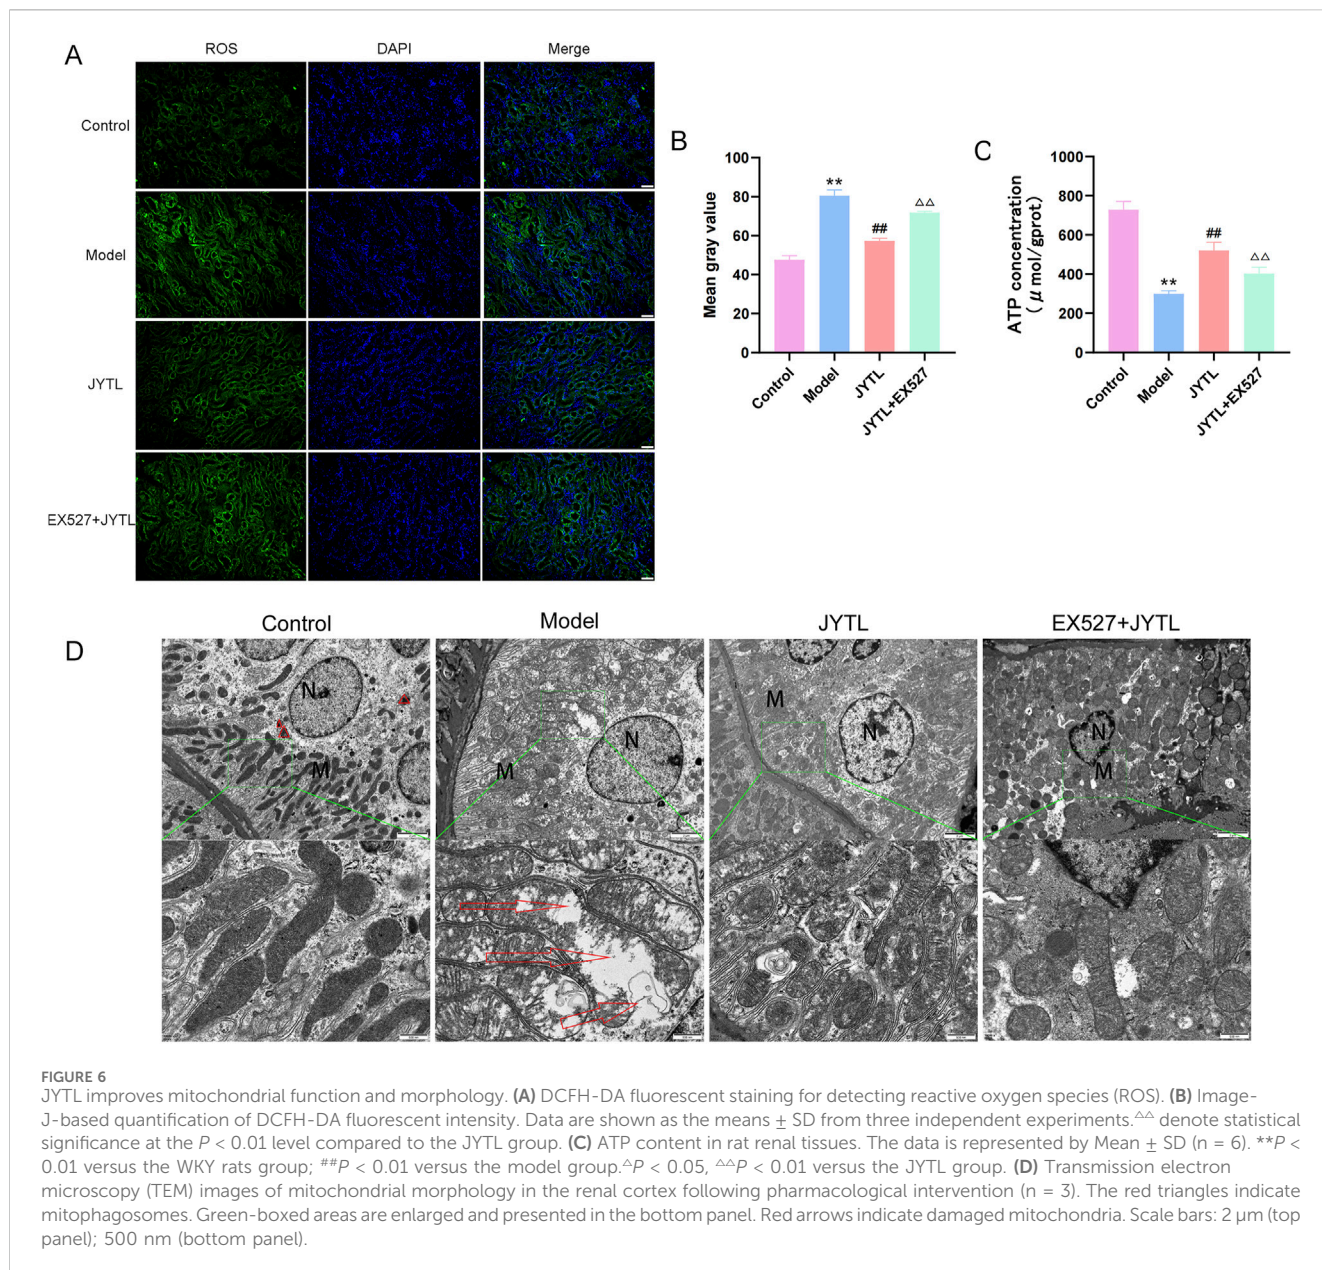 A
ROS
DAPI
Merge
Control
Model
JYTL
EX527+JYTL
B
Mean gray value
100
80
60
40
20
0
**
##
△△
Control
Model
JYTL
JYTL+EX527
C
ATP concentration
( μ mol/gprot)
1000
800
600
400
200
0
**
##
△△
Control
Model
JYTL
JYTL+EX527
D
Control
Model
JYTL
EX527+JYTL
N
M
N
M
M
N
N
M
FIGURE 6
JYTL improves mitochondrial function and morphology. (A) DCFH-DA fluorescent staining for detecting reactive oxygen species (ROS). (B) Image-
J-based quantification of DCFH-DA fluorescent intensity. Data are shown as the means ± SD from three independent experiments.△△ denote statistical
significance at the P < 0.01 level compared to the JYTL group. (C) ATP content in rat renal tissues. The data is represented by Mean ± SD (n = 6). **P <
0.01 versus the WKY rats group; ##P < 0.01 versus the model group.△P < 0.05, △△P < 0.01 versus the JYTL group. (D) Transmission electron
microscopy (TEM) images of mitochondrial morphology in the renal cortex following pharmacological intervention (n = 3). The red triangles indicate
mitophagosomes. Green-boxed areas are enlarged and presented in the bottom panel. Red arrows indicate damaged mitochondria. Scale bars: 2 µm (top
panel); 500 nm (bottom panel).